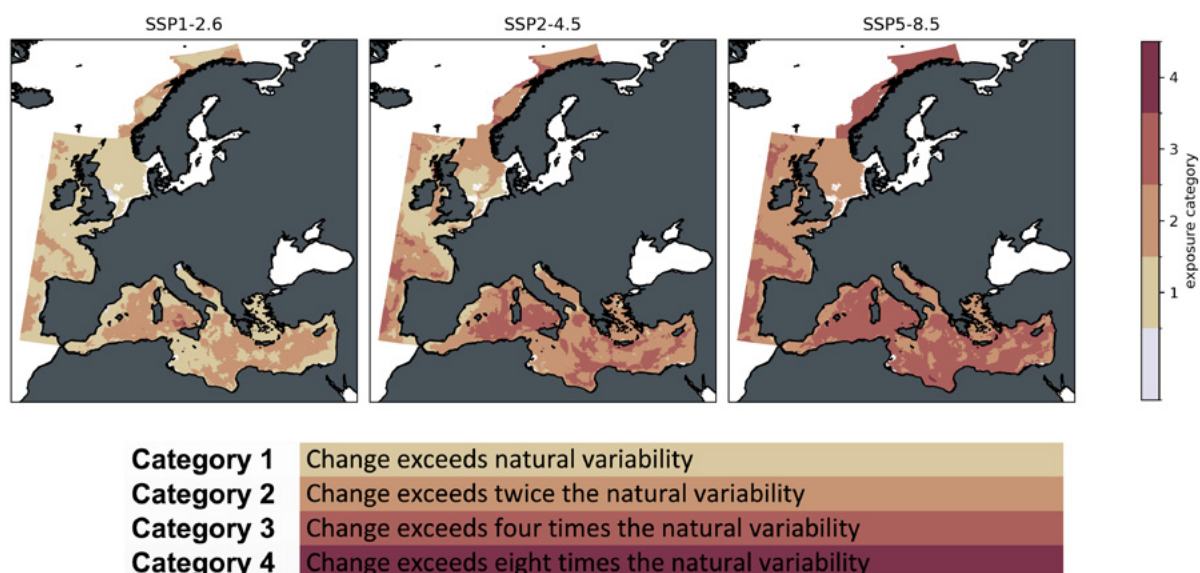 SSP1-2.6 SSP2-4.5 SSP5-8.5
4
3
2
1
exposure category
Category 1 Change exceeds natural variability
Category 2 Change exceeds twice the natural variability
Category 3 Change exceeds four times the natural variability
Category 4 Change exceeds eight times the natural variability